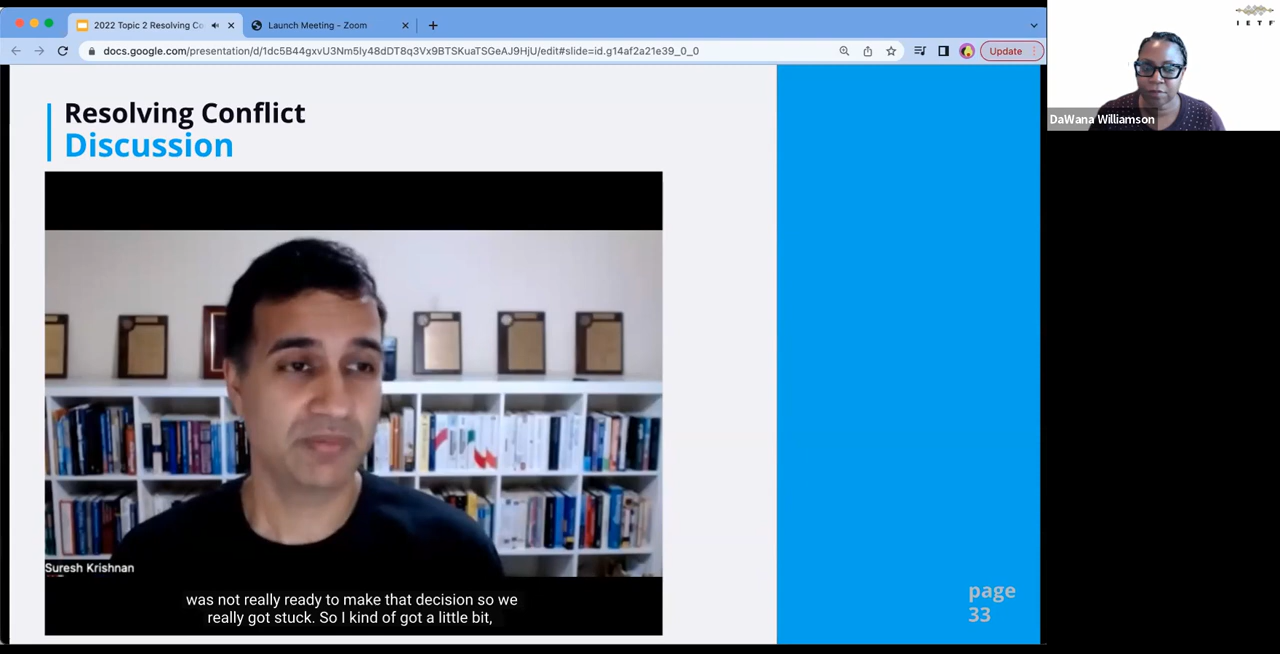 2022 Topic 2 Resolving Co
Launch Meeting - Zoom
docs.google.com/presentation/d/1dc5B44gxvU3Nm5ly48dDT8q3Vx9BTSKuaTSGeAJ9HjU/edit#slide=id.g14af2a21e39_0_0
Update
I E T F
DaWana Williamson
Resolving Conflict
Discussion
Suresh Krishnan
was not really ready to make that decision so we
really got stuck. So I kind of got a little bit,
page
33